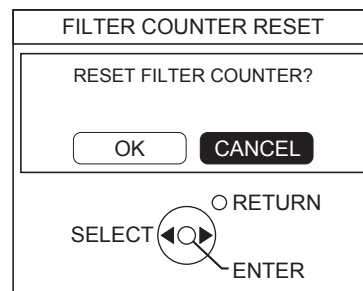 FILTER COUNTER RESET
RESET FILTER COUNTER?
OK CANCEL
RETURN
SELECT
ENTER